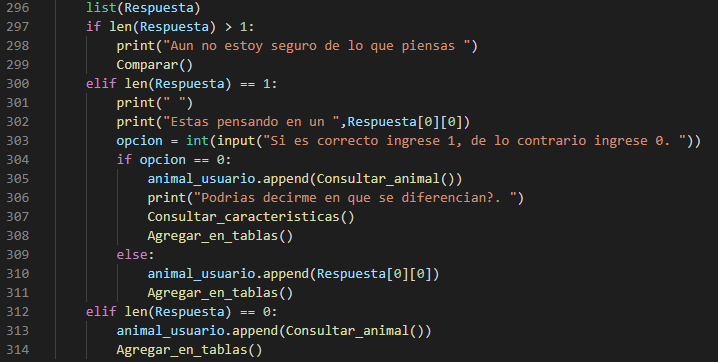 296 list(Respuesta)
297 if len(Respuesta) > 1:
298 print("Aun no estoy seguro de lo que piensas ")
299 Comparar()
300 elif len(Respuesta) == 1:
301 print(" ")
302 print("Estas pensando en un ",Respuesta[0][0])
303 opcion = int(input("Si es correcto ingrese 1, de lo contrario ingrese 0. "))
304 if opcion == 0:
305 animal_usuario.append(Consultar_animal())
306 print("Podrias decirme en que se diferencian?. ")
307 Consultar_caracteristicas()
308 Agregar_en_tablas()
309 else:
310 animal_usuario.append(Respuesta[0][0])
311 Agregar_en_tablas()
312 elif len(Respuesta) == 0:
313 animal_usuario.append(Consultar_animal())
314 Agregar_en_tablas()